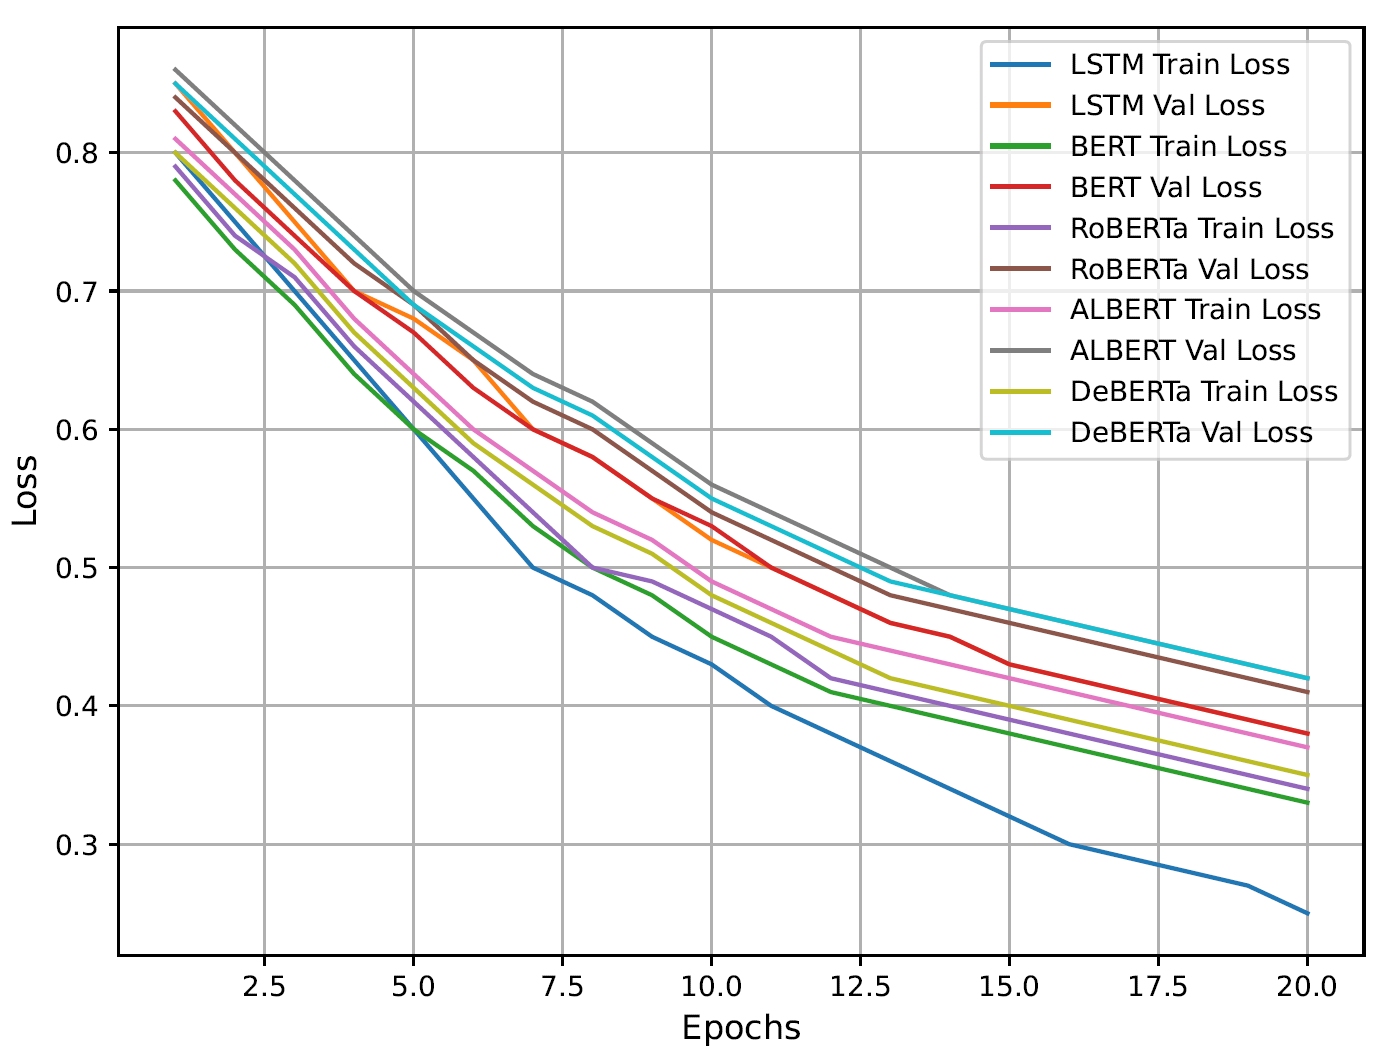 LSTM Train Loss
LSTM Val Loss
BERT Train Loss
BERT Val Loss
RoBERTa Train Loss
RoBERTa Val Loss
ALBERT Train Loss
ALBERT Val Loss
DeBERTa Train Loss
DeBERTa Val Loss
0.8
0.7
0.6
0.5
0.4
0.3
Loss
2.5 5.0 7.5 10.0 12.5 15.0 17.5 20.0
Epochs